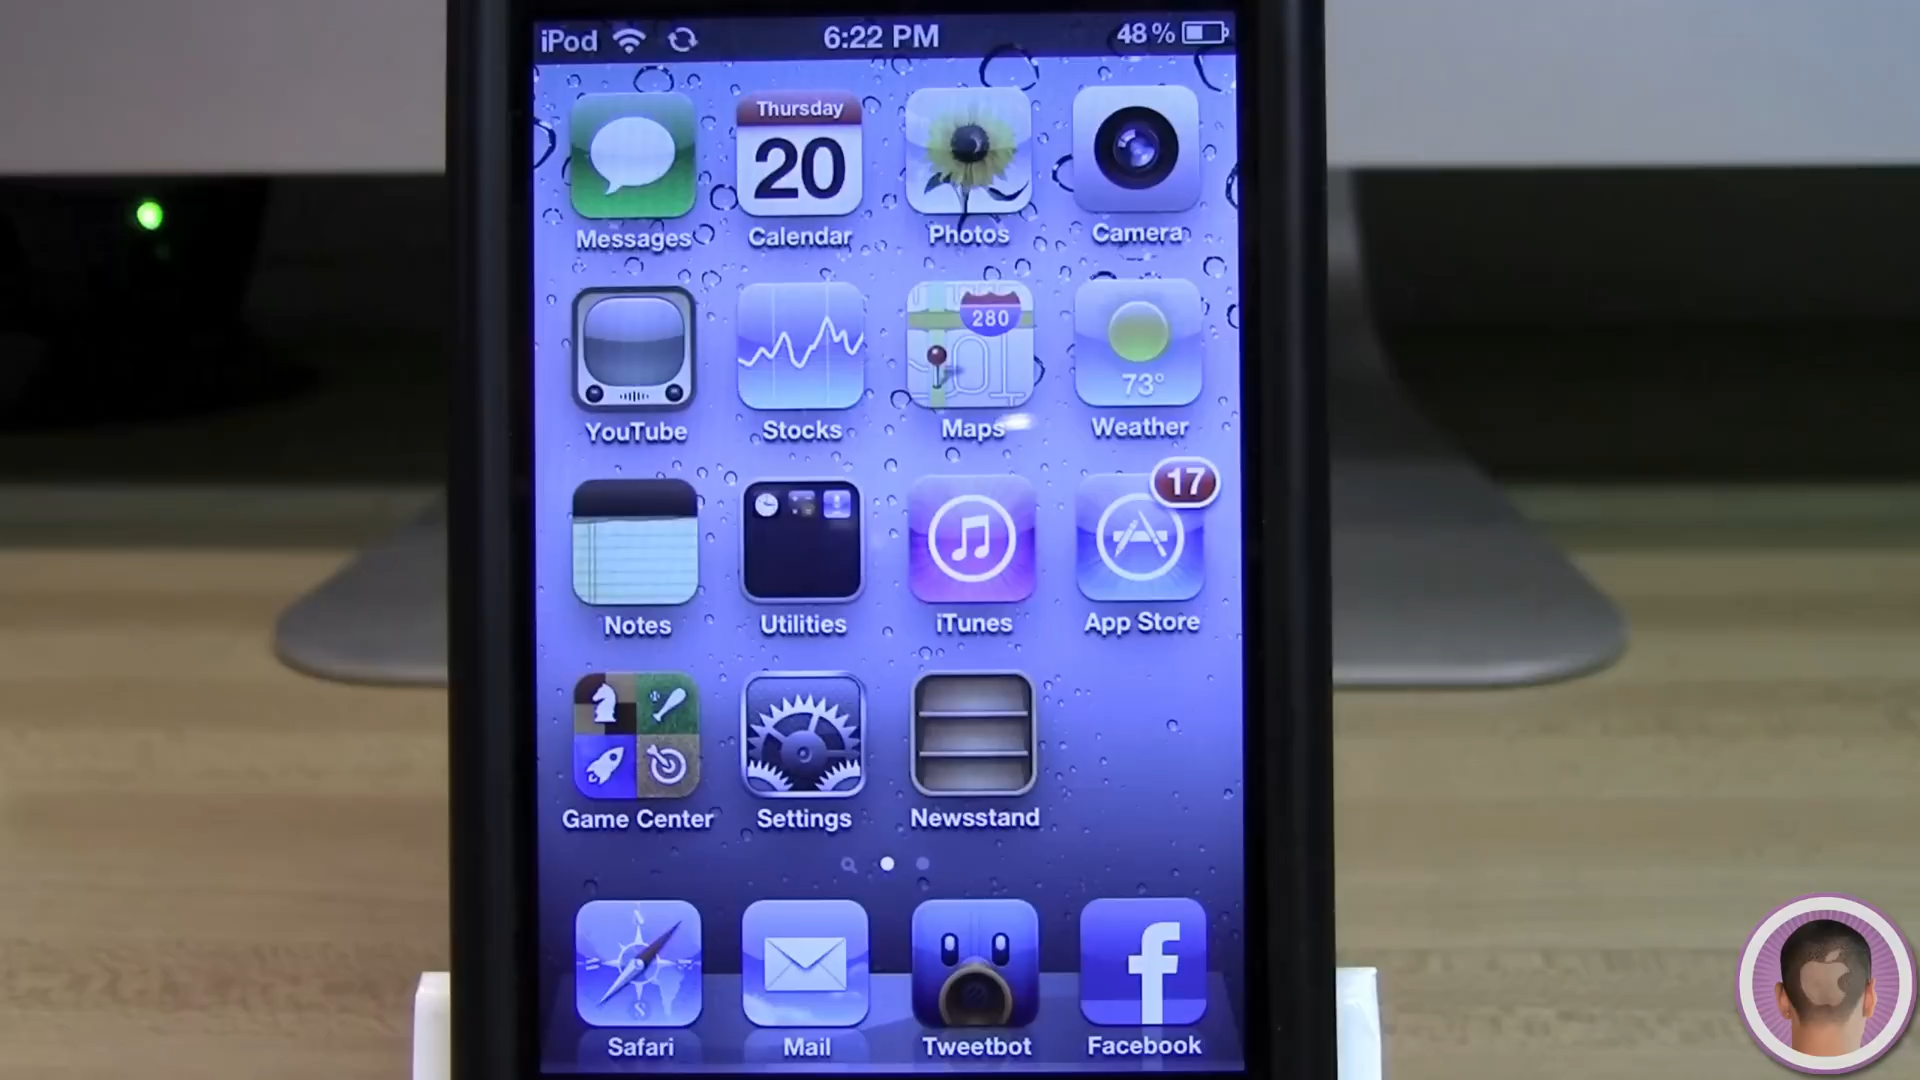 iPod 6:22 PM 48 %
Thursday
20
Messages Calendar Photos Camera
280
73°
YouTube Stocks Maps Weather
17
Notes Utilities iTunes App Store
Game Center Settings Newsstand
N
S
f
Safari Mail Tweetbot Facebook